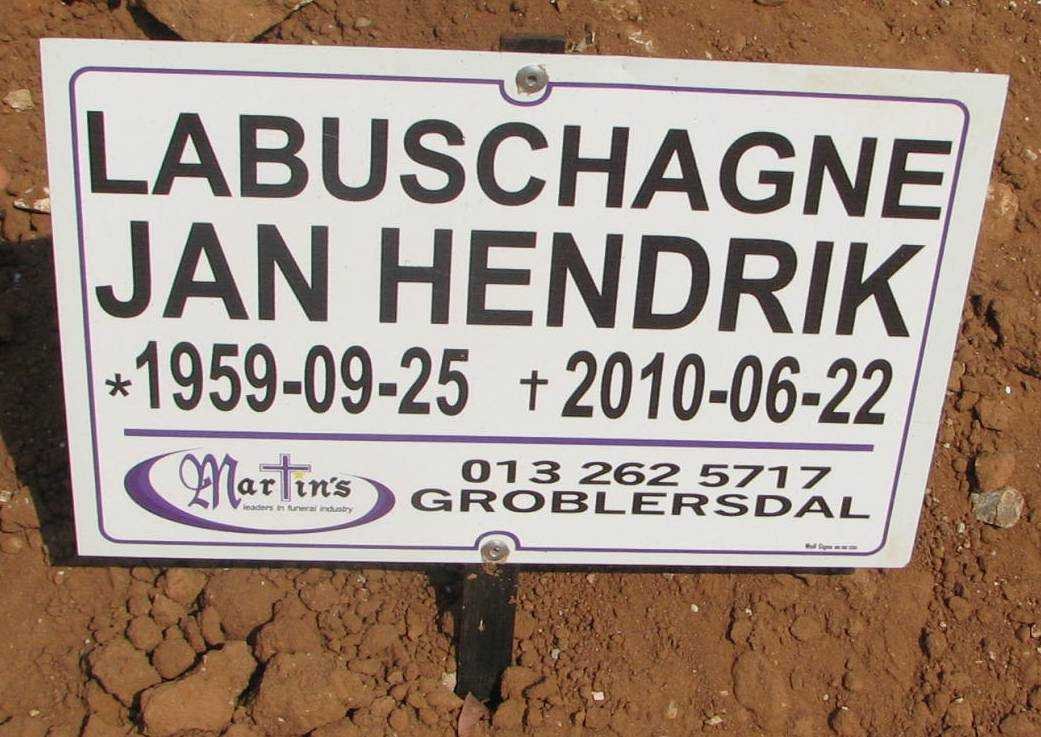 LABUSCHAGNE
JAN HENDRIK
*1959-09-25 †2010-06-22
Martin's
leaders in funeral industry
013 262 5717
GROBLERSDAL